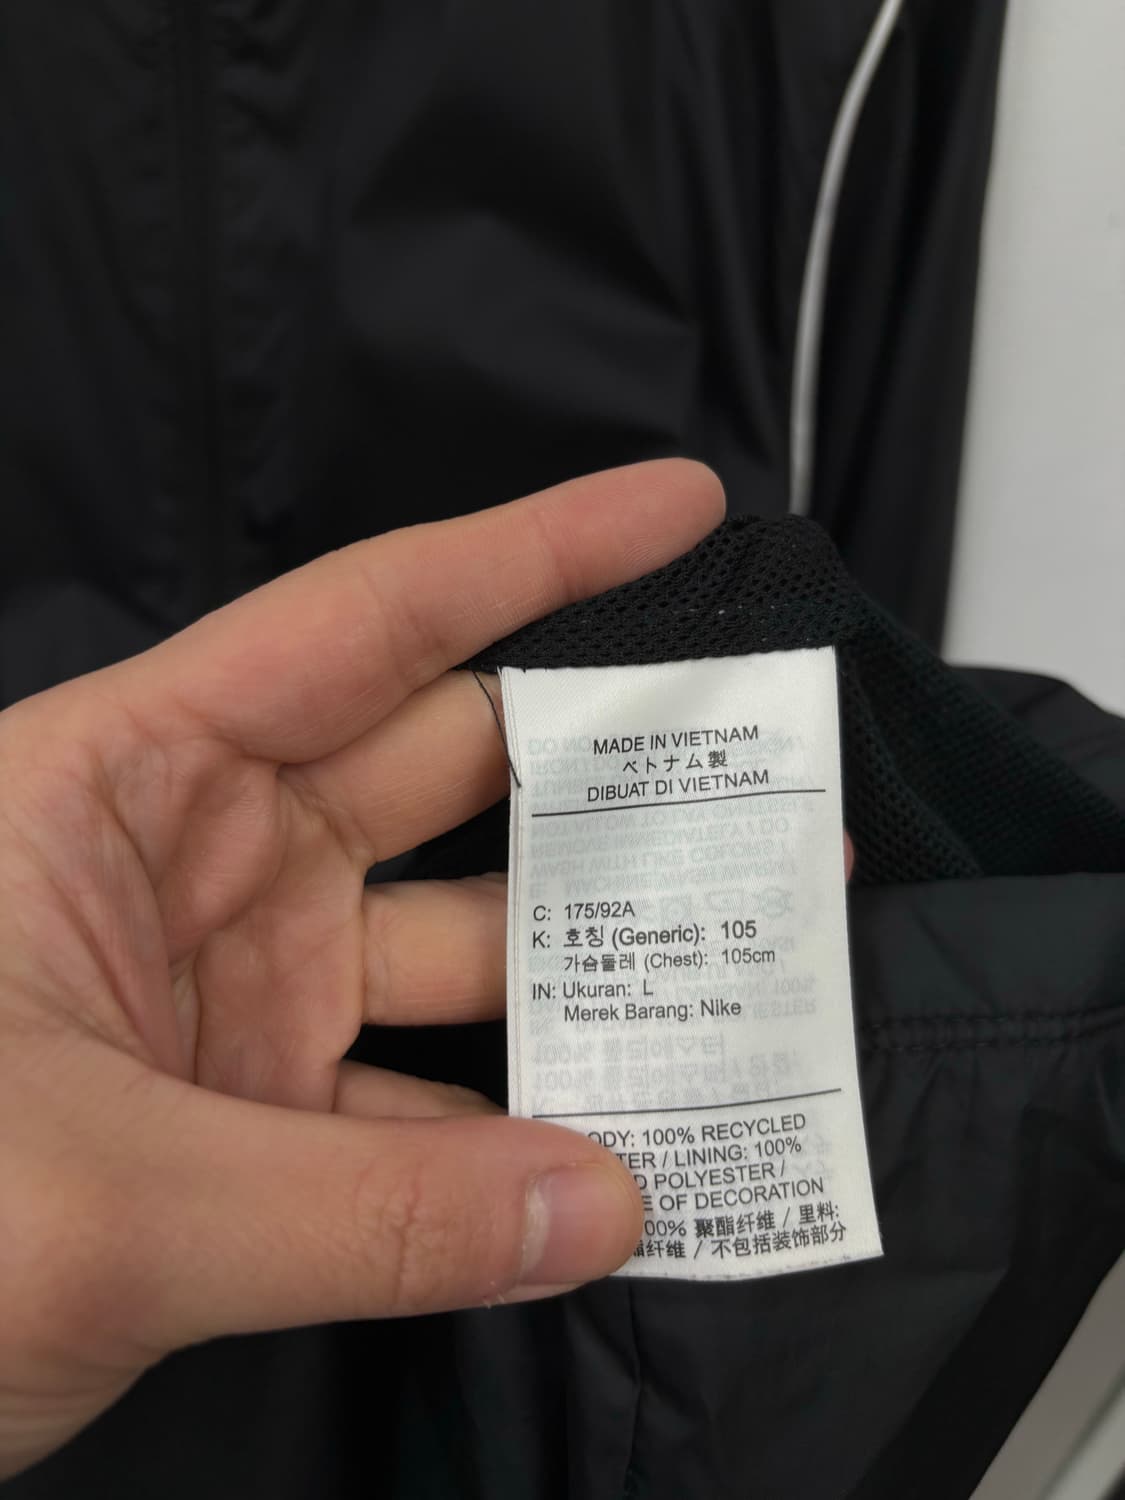 MADE IN VIETNAM
ベトナム製
DIBUAT DI VIETNAM
C: 175/92A
K: 호칭 (Generic): 105
가슴둘레 (Chest): 105cm
IN: Ukuran: L
Merek Barang: Nike
ODY: 100% RECYCLED
TER / LINING: 100%
D POLYESTER /
E OF DECORATION
00% 聚酯纤维 / 里料:
酯纤维 / 不包括装饰部分